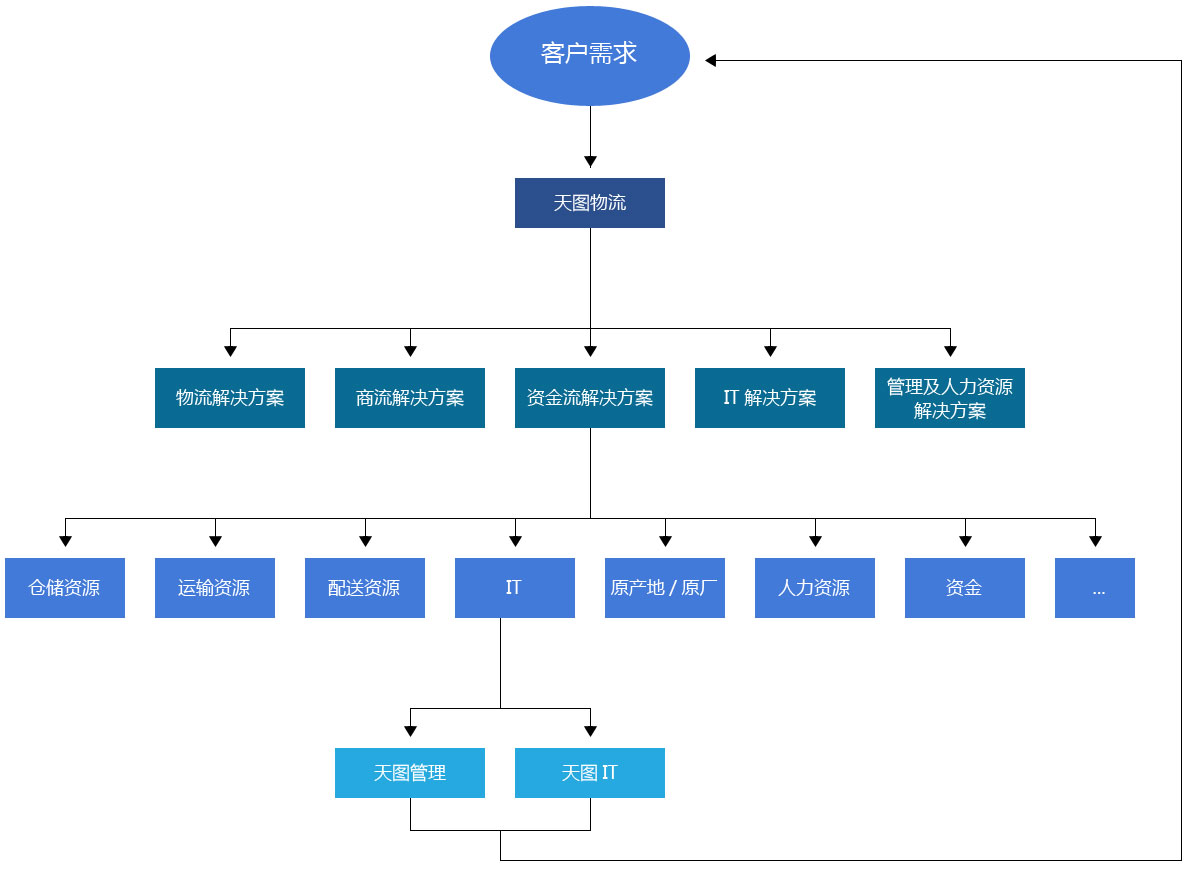 客户需求
天图物流
物流解决方案
商流解决方案
资金流解决方案
IT 解决方案
管理及人力资源
解决方案
仓储资源
运输资源
配送资源
IT
原产地 / 原厂
人力资源
资金
...
天图管理
天图 IT